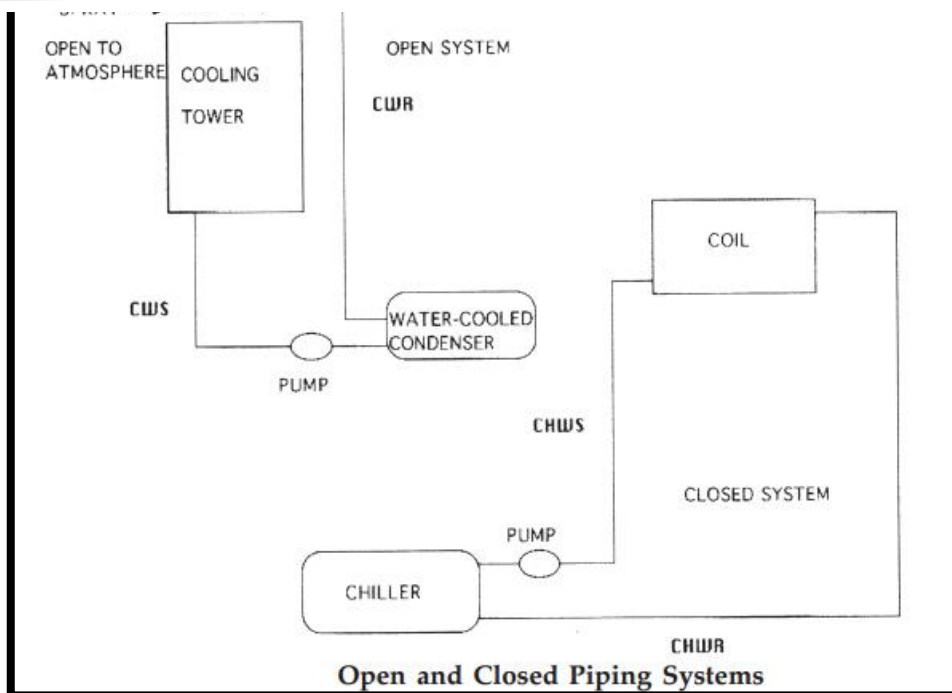 OPEN TO
ATMOSPHERE
COOLING
TOWER
OPEN SYSTEM
CWR
CWS
WATER-COOLED
CONDENSER
PUMP
COIL
CHWS
CLOSED SYSTEM
PUMP
CHILLER
CHWR
Open and Closed Piping Systems